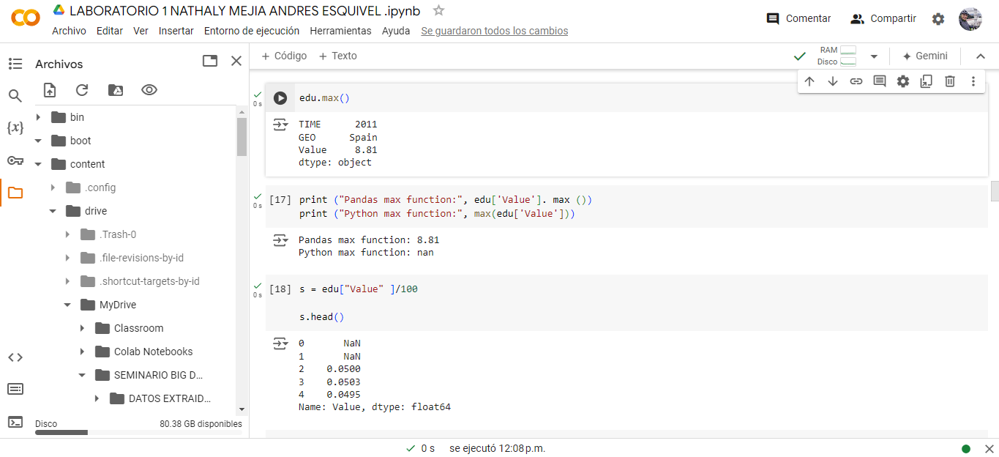 LABORATORIO 1 NATHALY MEJIA ANDRES ESQUIVEL .ipynb
Archivo Editar Ver Insertar Entorno de ejecución Herramientas Ayuda Se guardaron todos los cambios
Comentar Compartir
Archivos
+ Código + Texto
RAM
Disco
Gemini
bin
boot
content
.config
drive
.Trash-0
.file-revisions-by-id
.shortcut-targets-by-id
MyDrive
Classroom
Colab Notebooks
SEMINARIO BIG D...
DATOS EXTRAID...
Disco 80.38 GB disponibles
{x}
0 s
edu.max()
TIME 2011
GEO Spain
Value 8.81
dtype: object
0 s
[17] print ("Pandas max function:", edu['Value']. max ())
print ("Python max function:", max(edu['Value']))
Pandas max function: 8.81
Python max function: nan
0 s
[18] s = edu["Value" ]/100
s.head()
0 NaN
1 NaN
2 0.0500
3 0.0503
4 0.0495
Name: Value, dtype: float64
0 s se ejecutó 12:08 p.m.